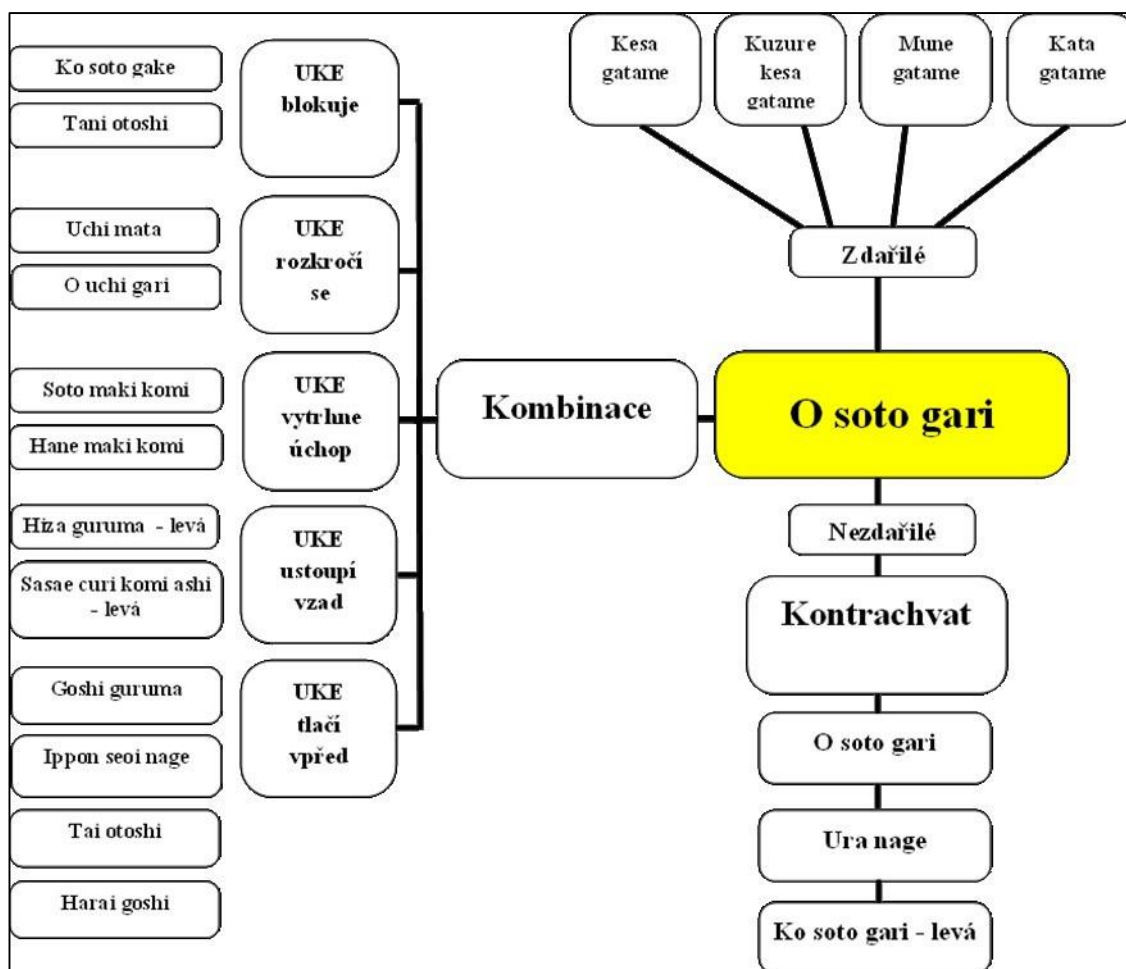 Ko soto gake
Tani otoshi
Uchi mata
O uchi gari
Soto maki komi
Hane maki komi
Hiza guruma - levá
Sasae curi komi ashi
- levá
Goshi guruma
Ippon seoi nage
Tai otoshi
Harai goshi
UKE
blokuje
UKE
rozkročí
se
UKE
vytrhne
úchop
UKE
ustoupí
vzad
UKE
tlačí
vpřed
Kombinace
Kesa
gatame
Kuzure
kesa
gatame
Mune
gatame
Kata
gatame
Zdařilé
O soto gari
Nezdařilé
Kontrachvat
O soto gari
Ura nage
Ko soto gari - levá